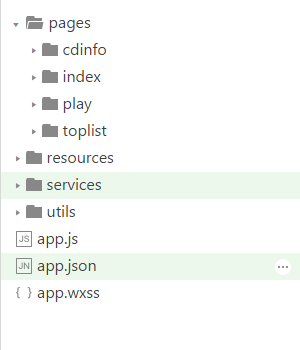 pages
cdinfo
index
play
toplist
resources
services
utils
JS app.js
JN app.json
{ } app.wxss